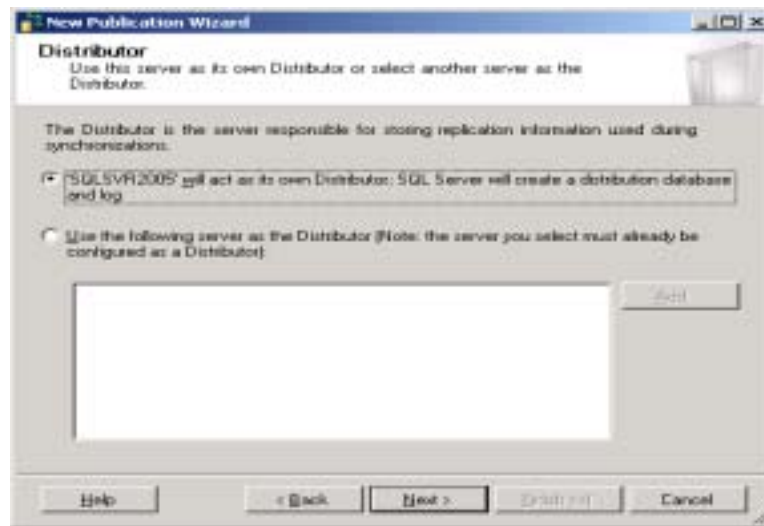 New Publication Wizard
Distributor
Use this server as its own Distributor or select another server as the
Distributor.
The Distributor is the server responsible for storing replication information used during
synchronizations.
'SQLSVR2005' will act as its own Distributor; SQL Server will create a distribution database
and log
Use the following server as the Distributor (Note: the server you select must already be
configured as a Distributor):
Add
Help
< Back
Next >
Cancel